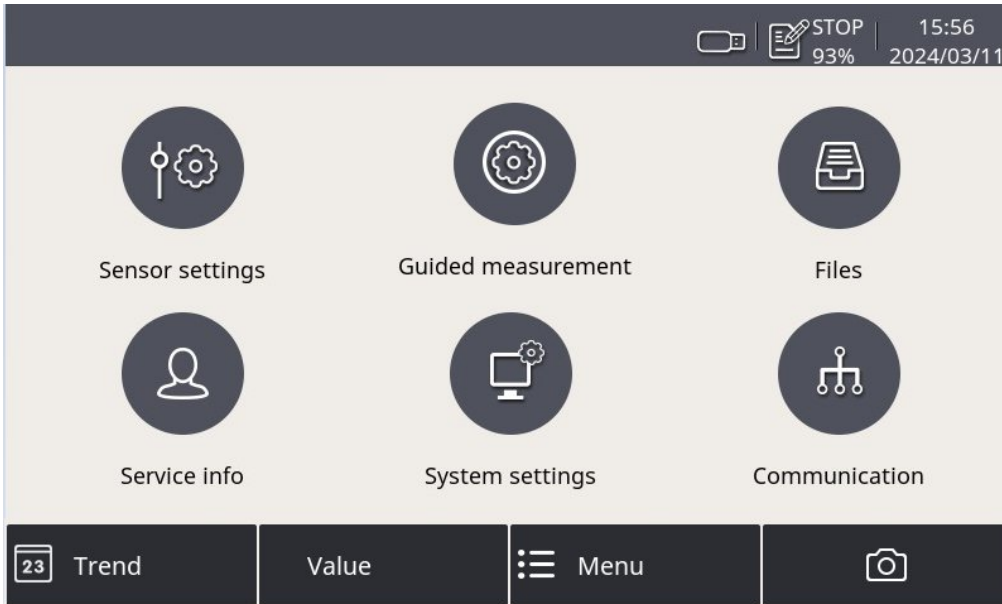 STOP
93%
15:56
2024/03/11
Sensor settings
Guided measurement
Files
Service info
System settings
Communication
23
Trend
Value
Menu